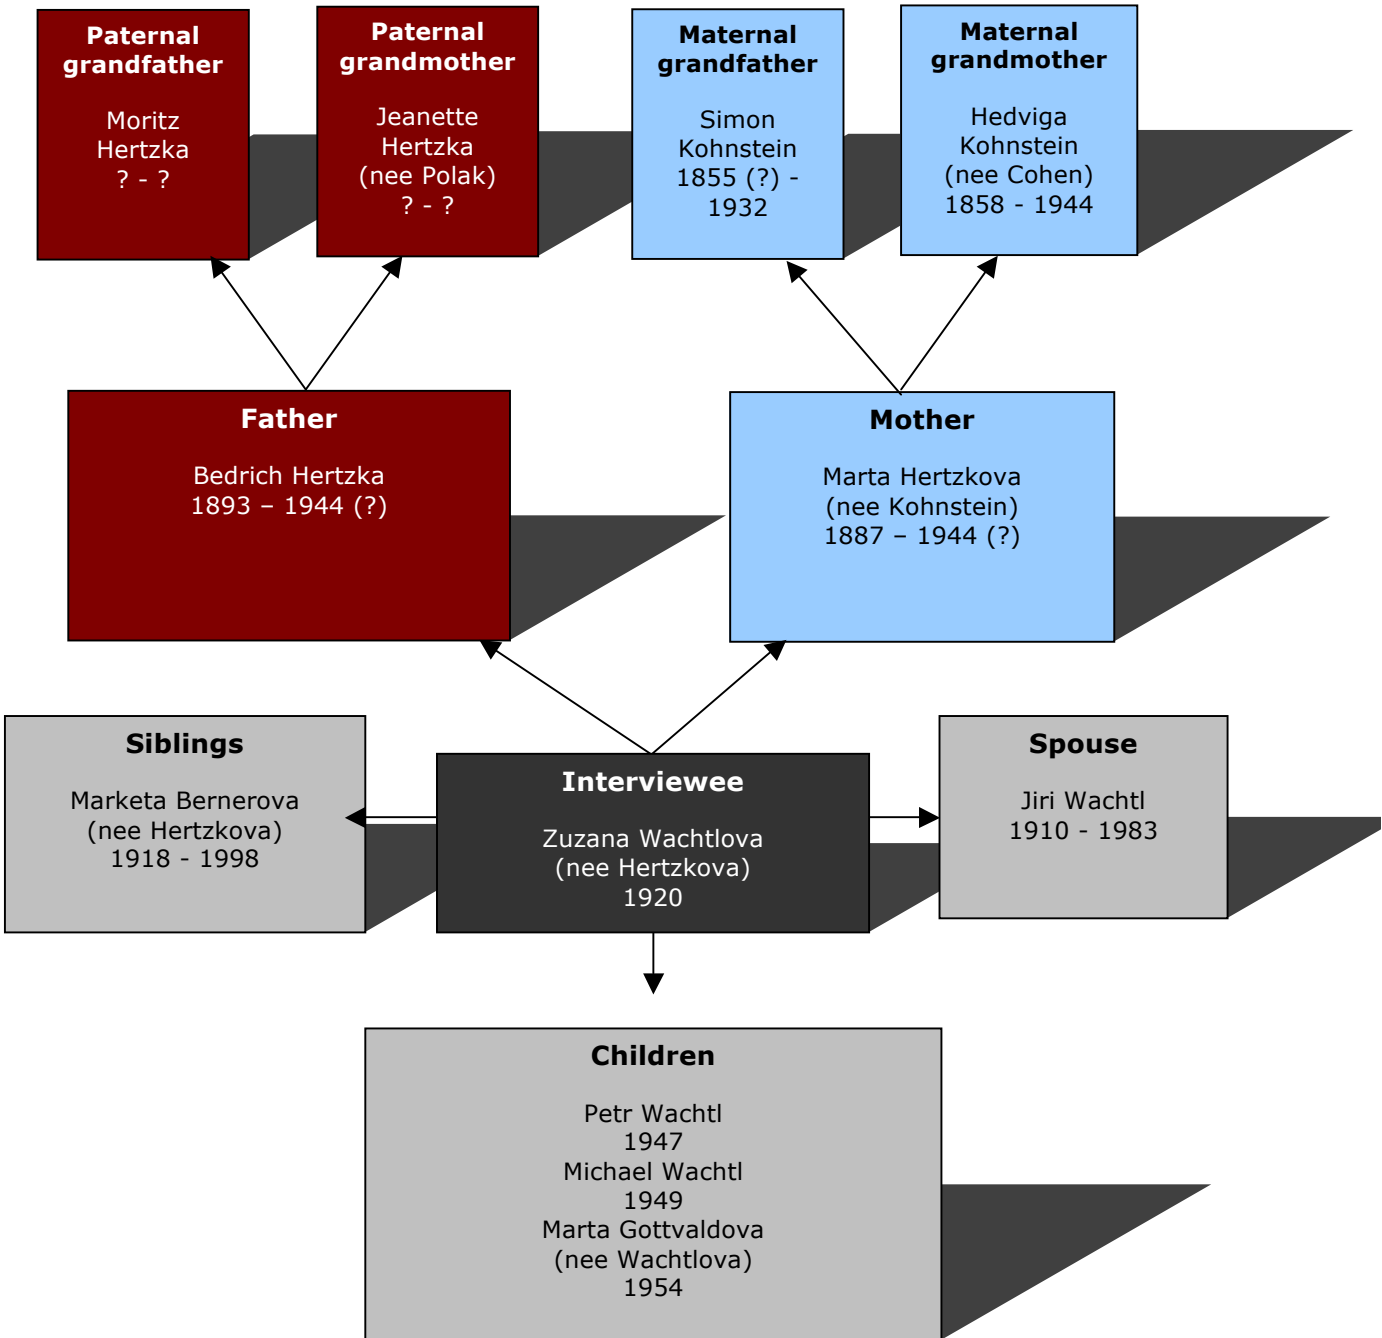 Paternal
grandfather
Moritz
Hertzka
? - ?
Paternal
grandmother
Jeanette
Hertzka
(nee Polak)
? - ?
Maternal
grandfather
Simon
Kohnstein
1855 (?) -
1932
Maternal
grandmother
Hedviga
Kohnstein
(nee Cohen)
1858 - 1944
Father
Bedrich Hertzka
1893 – 1944 (?)
Mother
Marta Hertzkova
(nee Kohnstein)
1887 – 1944 (?)
Siblings
Marketa Bernerova
(nee Hertzkova)
1918 - 1998
Interviewee
Zuzana Wachtlova
(nee Hertzkova)
1920
Spouse
Jiri Wachtl
1910 - 1983
Children
Petr Wachtl
1947
Michael Wachtl
1949
Marta Gottvaldova
(nee Wachtlova)
1954